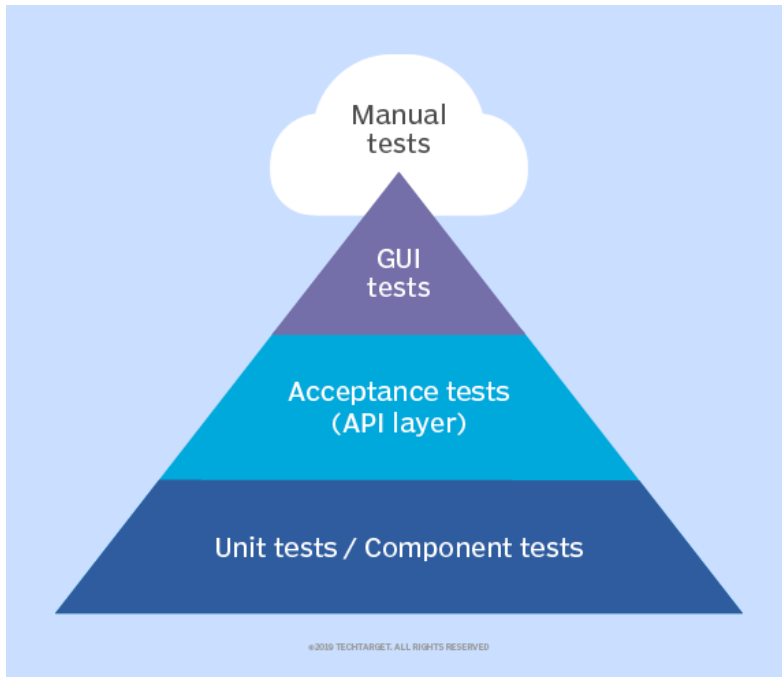 Manual
tests
GUI
tests
Acceptance tests
(API layer)
Unit tests / Component tests
©2019 TECHTARGET. ALL RIGHTS RESERVED